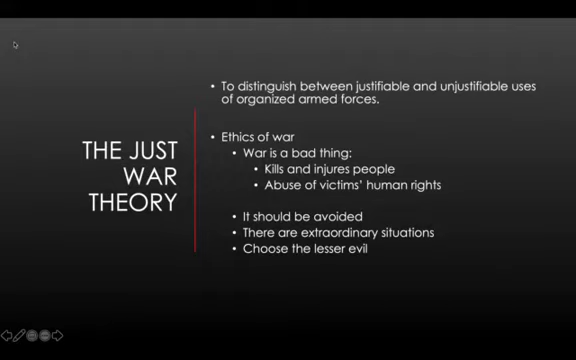 THE JUST
WAR
THEORY
• To distinguish between justifiable and unjustifiable uses
of organized armed forces.
• Ethics of war
• War is a bad thing:
• Kills and injures people
• Abuse of victims' human rights
• It should be avoided
• There are extraordinary situations
• Choose the lesser evil